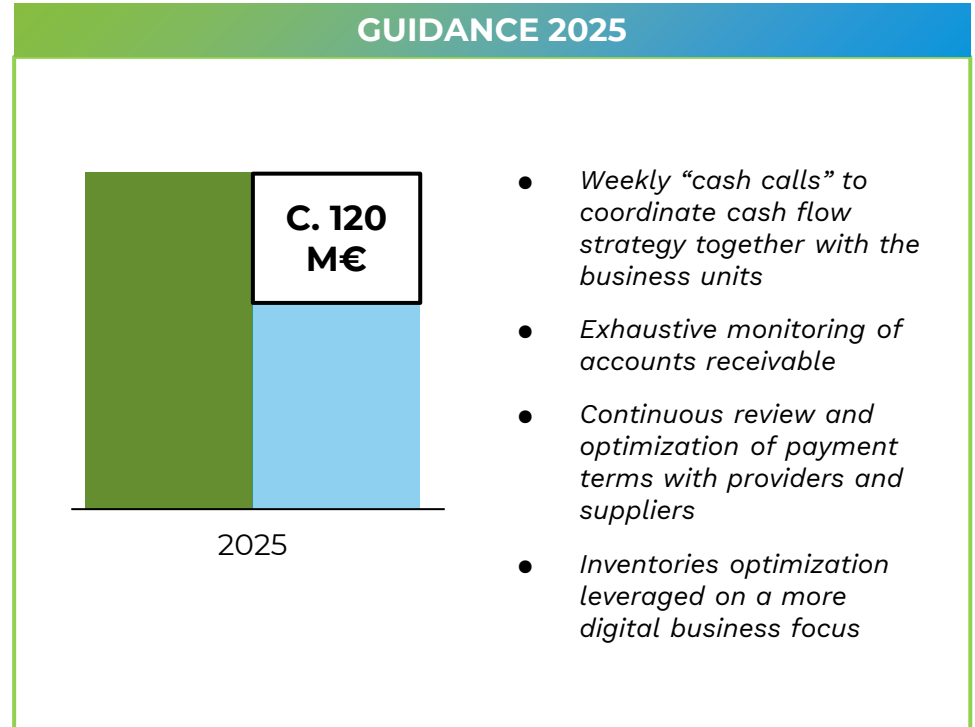 GUIDANCE 2025
C. 120
M€
2025
● Weekly “cash calls” to
coordinate cash flow
strategy together with the
business units
● Exhaustive monitoring of
accounts receivable
● Continuous review and
optimization of payment
terms with providers and
suppliers
● Inventories optimization
leveraged on a more
digital business focus